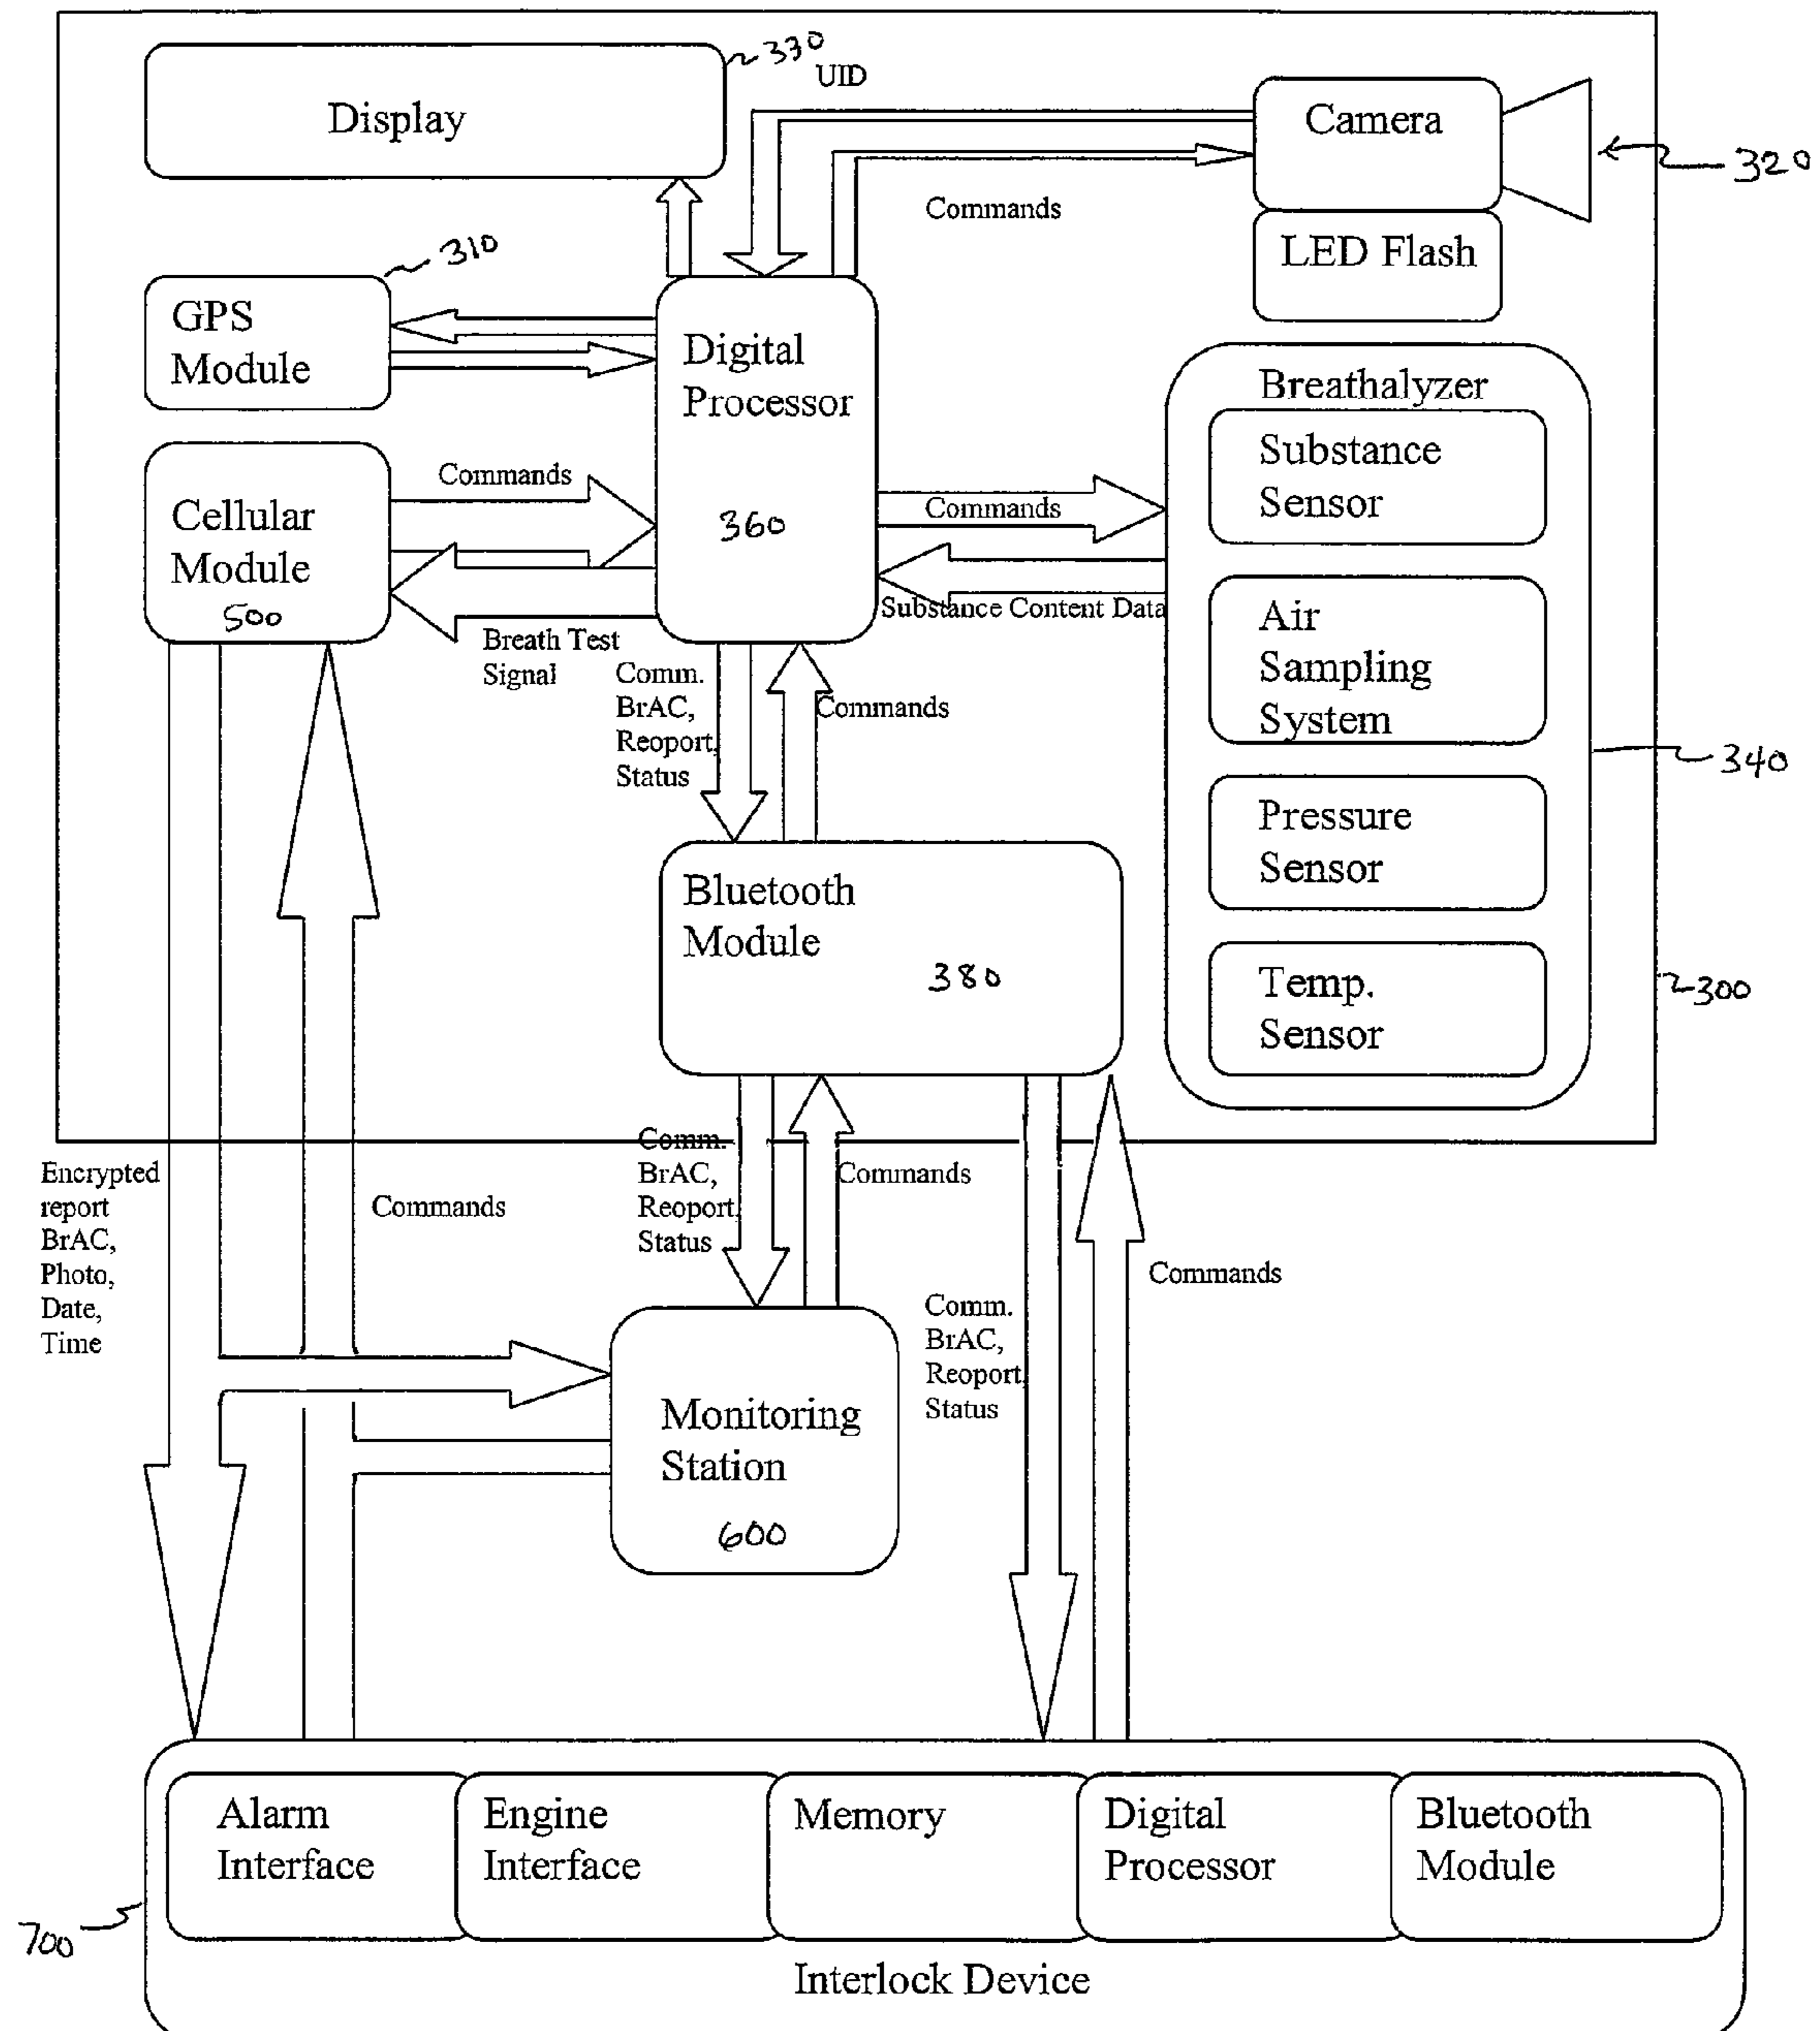 330
UID
Display
Camera
320
Commands
LED Flash
310
GPS
Module
Digital
Processor
360
Breathalyzer
Substance
Sensor
Air
Sampling
System
Pressure
Sensor
Temp.
Sensor
340
300
Commands
Cellular
Module
500
Commands
Substance Content Data
Breath Test
Signal
Comm.
BrAC,
Reoport,
Status
Commands
Bluetooth
Module
380
Encrypted
report
BrAC,
Photo,
Date,
Time
Commands
Comm.
BrAC,
Reoport,
Status
Commands
Comm.
BrAC,
Reoport,
Status
Commands
Monitoring
Station
600
Alarm
Interface
Engine
Interface
Memory
Digital
Processor
Bluetooth
Module
700
Interlock Device